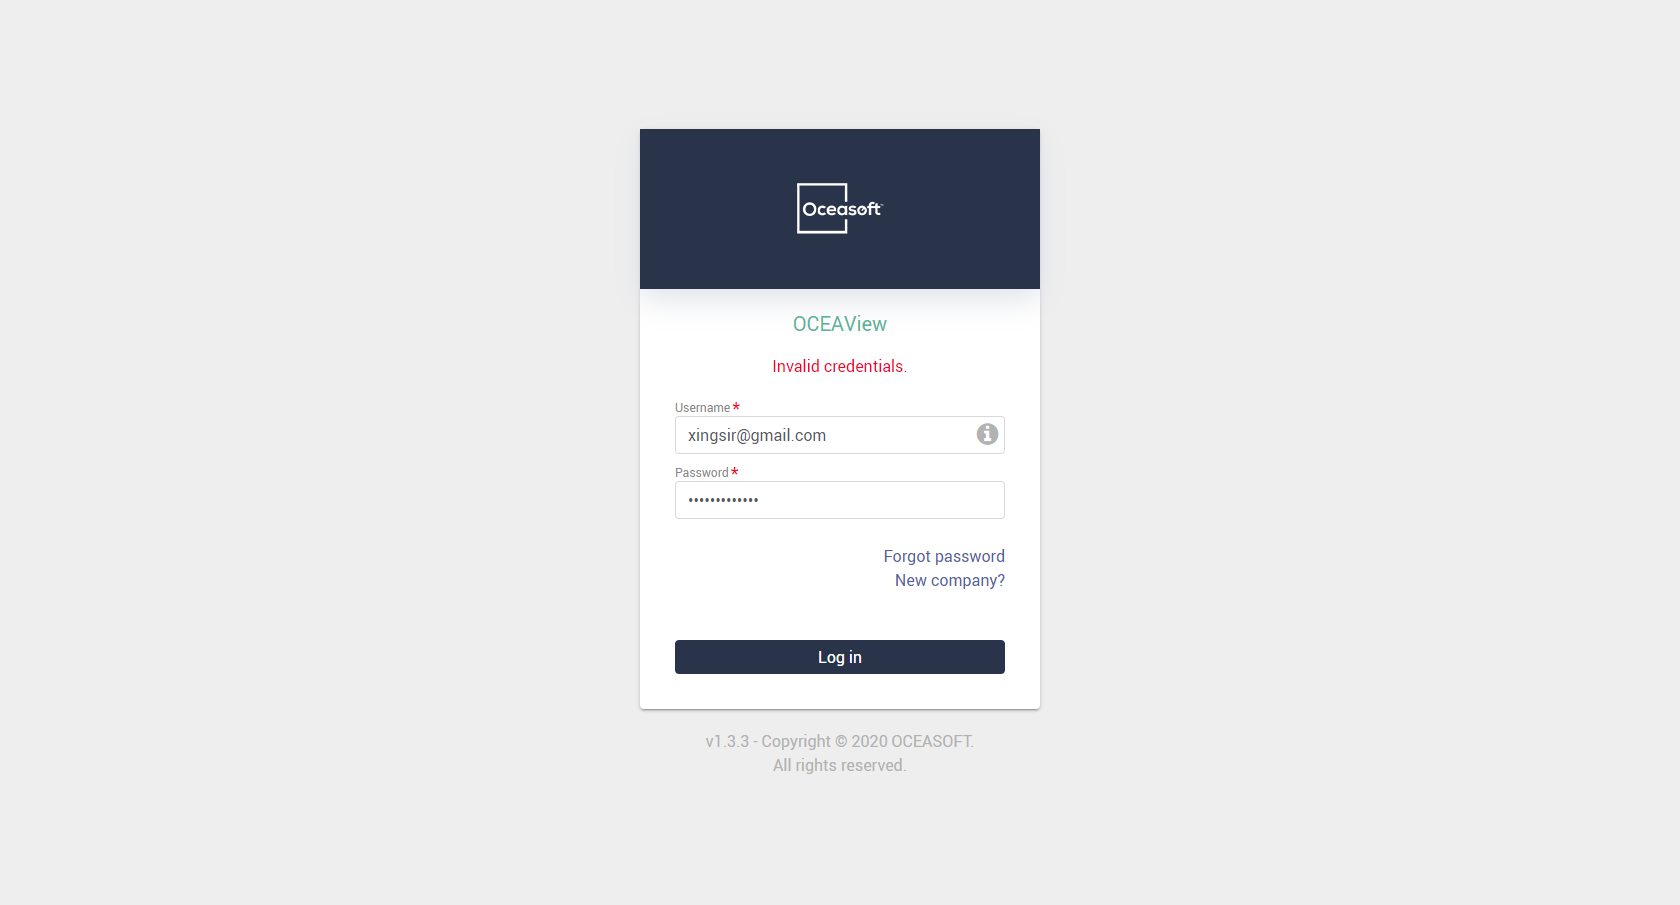 Oceasoft™
OCEAView
Invalid credentials.
Username *
xingsir@gmail.com
Password *
•••••••••••••
Forgot password
New company?
Log in
v1.3.3 - Copyright © 2020 OCEASOFT.
All rights reserved.